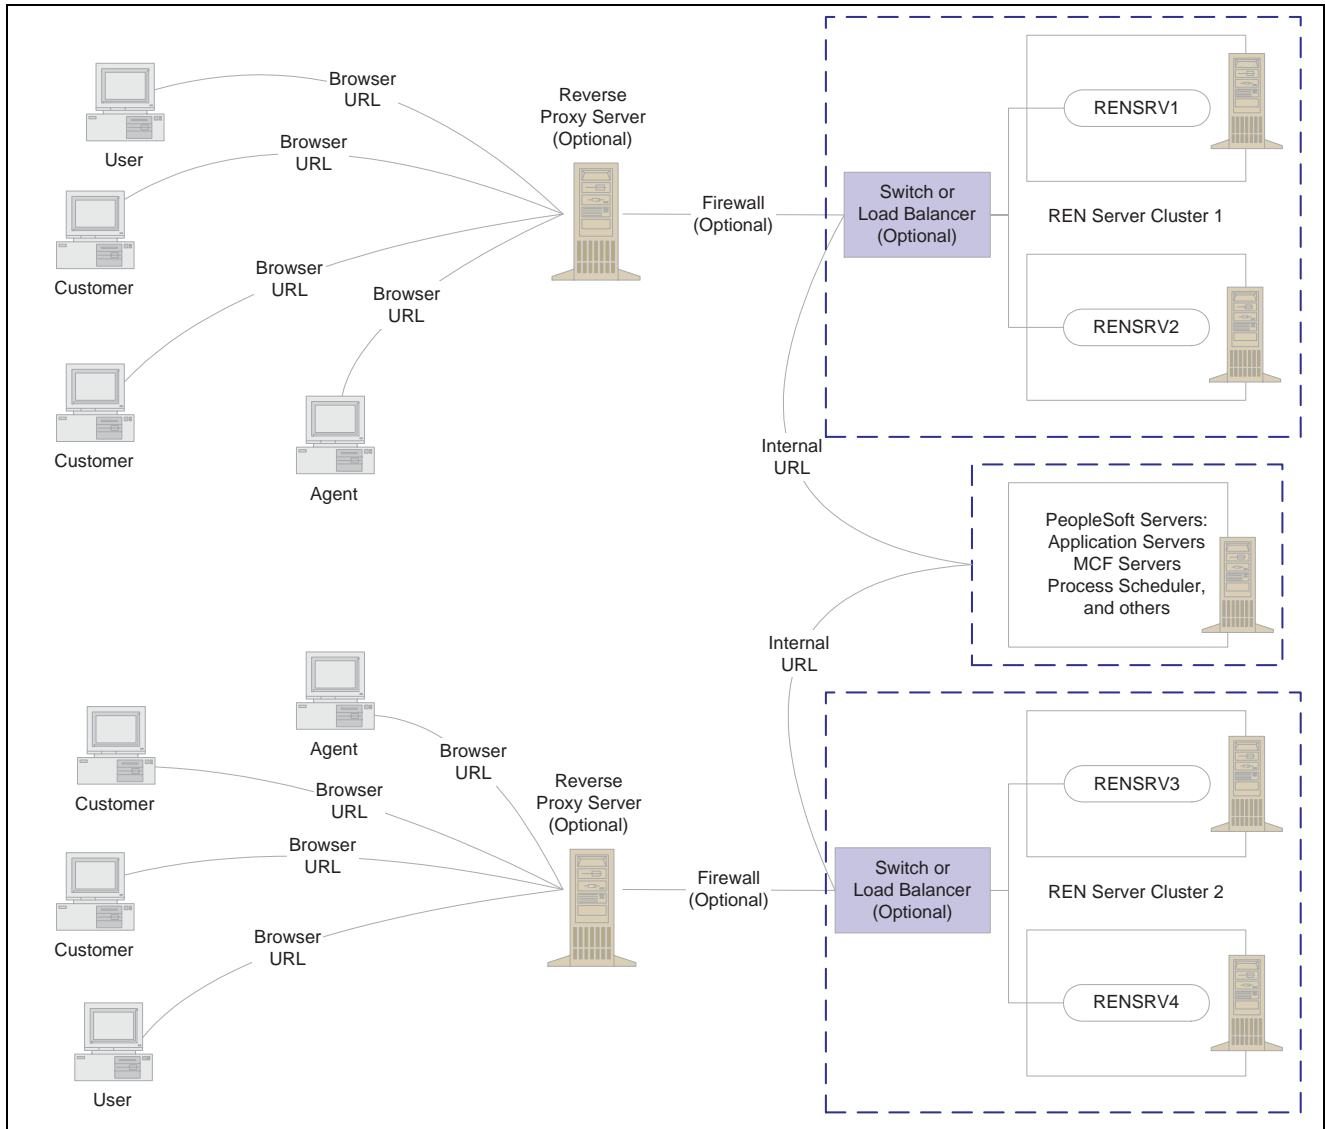 Browser
URL
User
Browser
URL
Customer
Browser
URL
Customer
Browser
URL
Agent
Reverse
Proxy Server
(Optional)
Firewall
(Optional)
Switch or
Load Balancer
(Optional)
RENSRV1
REN Server Cluster 1
RENSRV2
Internal
URL
PeopleSoft Servers:
Application Servers
MCF Servers
Process Scheduler,
and others
Internal
URL
Agent
Browser
URL
Customer
Browser
URL
Customer
Browser
URL
User
Browser
URL
Reverse
Proxy Server
(Optional)
Firewall
(Optional)
Switch or
Load Balancer
(Optional)
RENSRV3
REN Server Cluster 2
RENSRV4